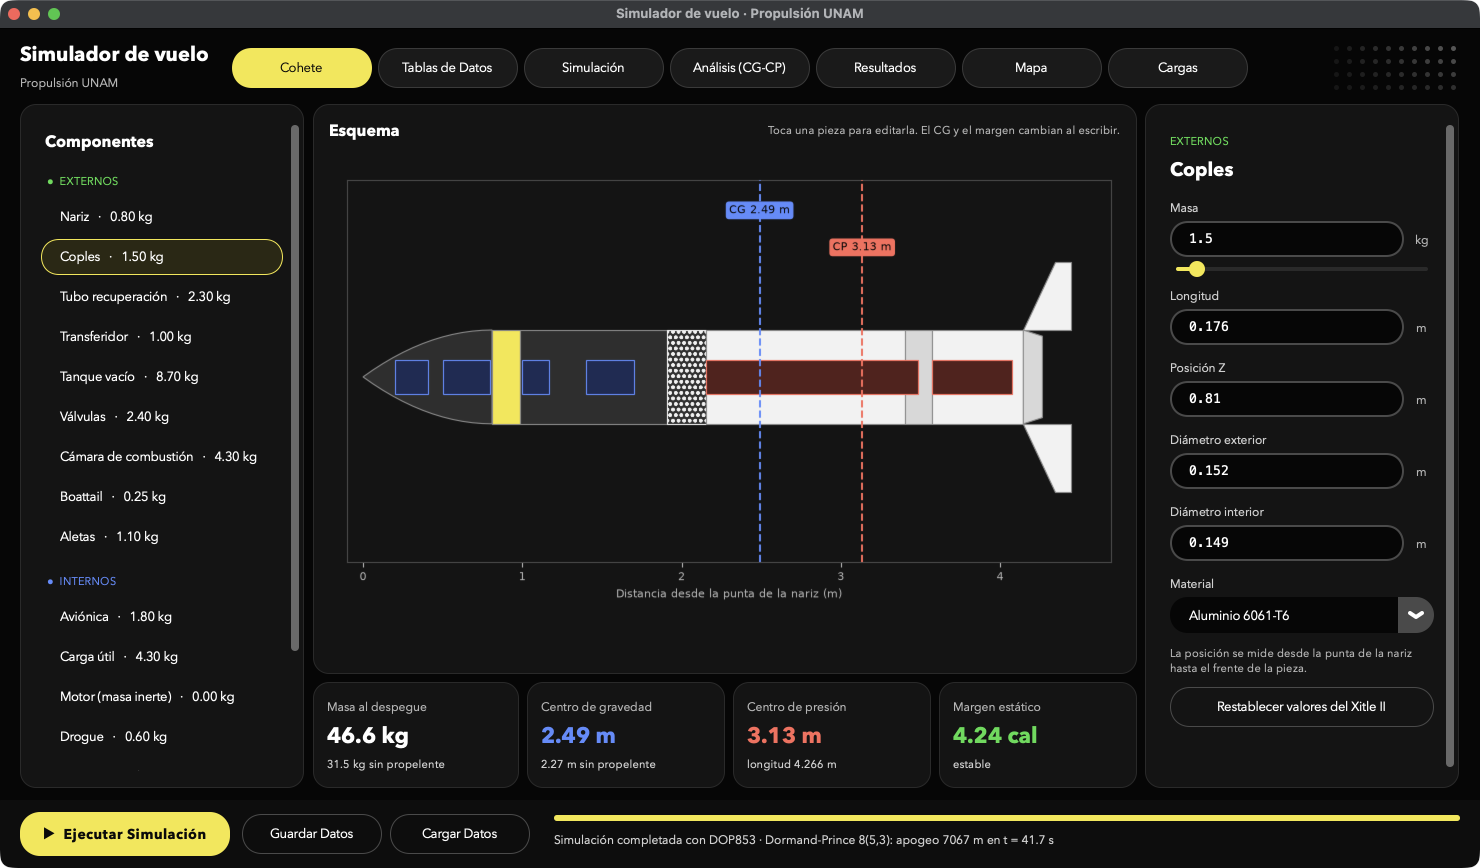 Simulador de vuelo · Propulsión UNAM
Simulador de vuelo
Propulsión UNAM
Cohete
Tablas de Datos
Simulación
Análisis (CG-CP)
Resultados
Mapa
Cargas
Componentes
EXTERNOS
Nariz · 0.80 kg
Coples · 1.50 kg
Tubo recuperación · 2.30 kg
Transferidor · 1.00 kg
Tanque vacío · 8.70 kg
Válvulas · 2.40 kg
Cámara de combustión · 4.30 kg
Boattail · 0.25 kg
Aletas · 1.10 kg
INTERNOS
Aviónica · 1.80 kg
Carga útil · 4.30 kg
Motor (masa inerte) · 0.00 kg
Drogue · 0.60 kg
Esquema
Toca una pieza para editarla. El CG y el margen cambian al escribir.
CG 2.49 m
CP 3.13 m
0 1 2 3 4
Distancia desde la punta de la nariz (m)
Masa al despegue
46.6 kg
31.5 kg sin propelente
Centro de gravedad
2.49 m
2.27 m sin propelente
Centro de presión
3.13 m
longitud 4.266 m
Margen estático
4.24 cal
estable
EXTERNOS
Coples
Masa
1.5 kg
Longitud
0.176 m
Posición Z
0.81 m
Diámetro exterior
0.152 m
Diámetro interior
0.149 m
Material
Aluminio 6061-T6
La posición se mide desde la punta de la nariz
hasta el frente de la pieza.
Restablecer valores del Xitle II
Ejecutar Simulación
Guardar Datos
Cargar Datos
Simulación completada con DOP853 · Dormand-Prince 8(5,3): apogeo 7067 m en t = 41.7 s